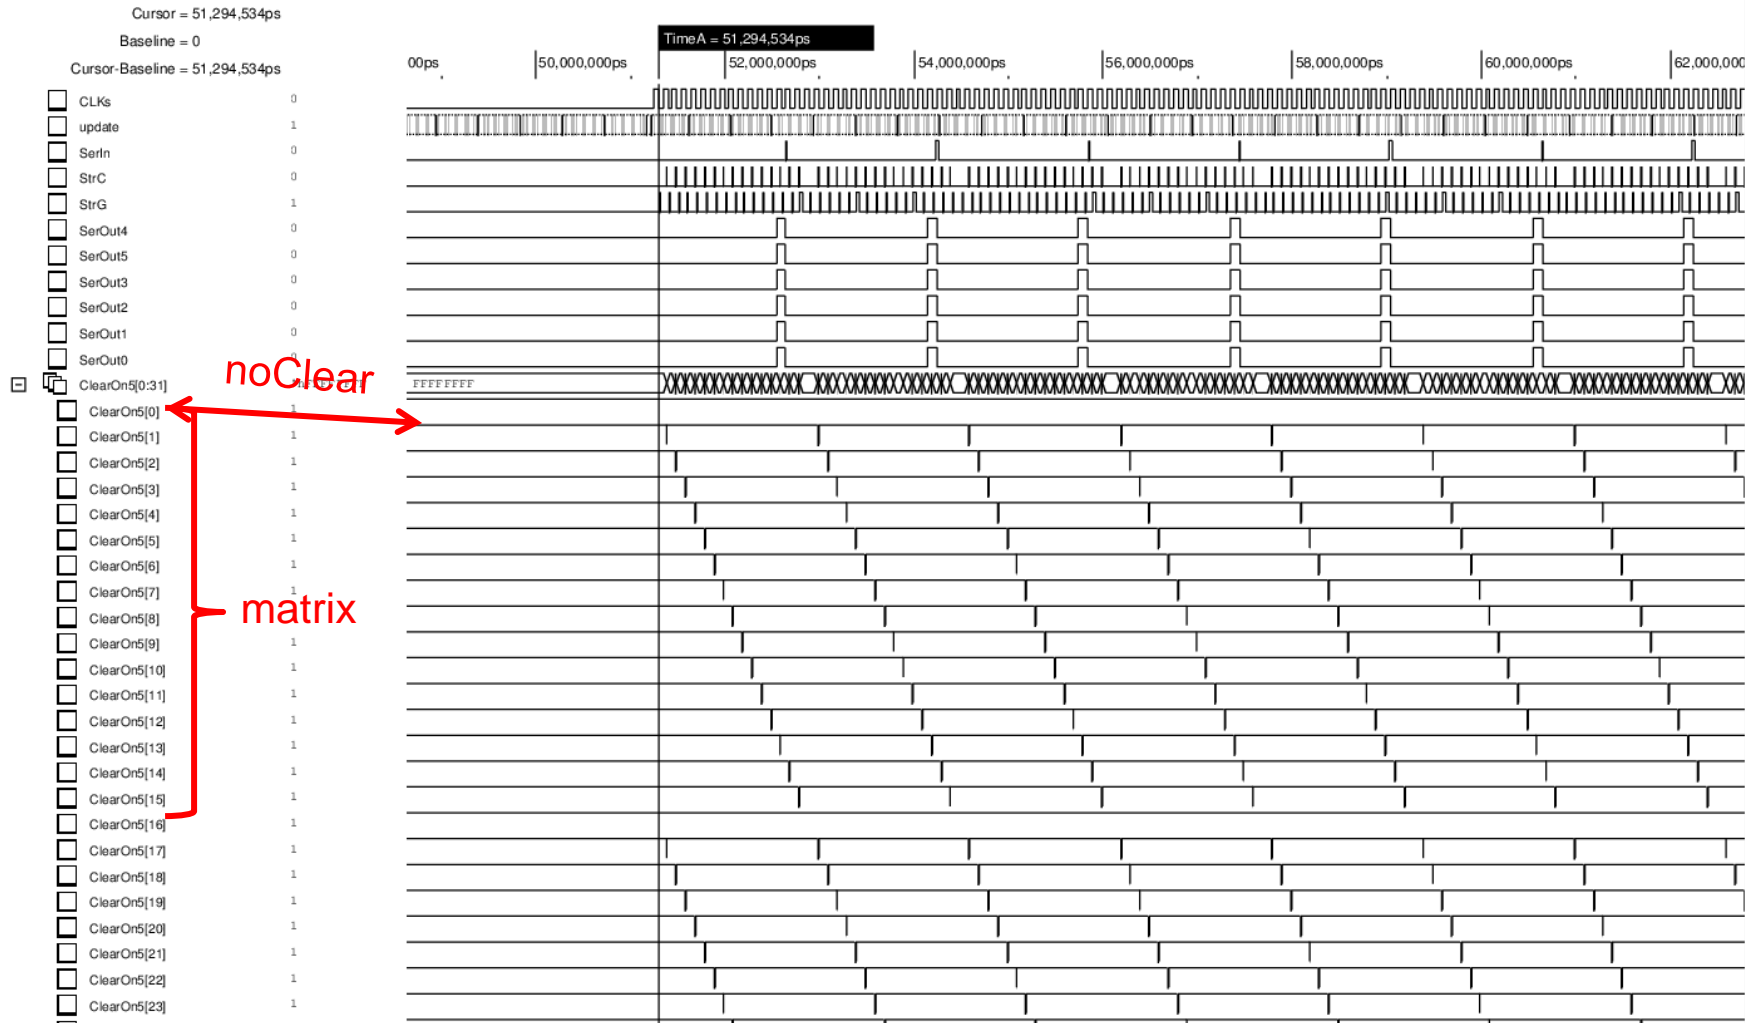 Cursor = 51,294,534ps
Baseline = 0
Cursor-Baseline = 51,294,534ps
TimeA = 51,294,534ps
00ps 50,000,000ps 52,000,000ps 54,000,000ps 56,000,000ps 58,000,000ps 60,000,000ps 62,000,000
CLKs 0
update 1
SerIn 0
StrC 0
StrG 1
SerOut4 0
SerOut5 0
SerOut3 0
SerOut2 0
SerOut1 0
SerOut0
noClear
ClearOn5[0:31] FFFFFFFF
ClearOn5[0] 1
ClearOn5[1] 1
ClearOn5[2] 1
ClearOn5[3] 1
ClearOn5[4] 1
ClearOn5[5] 1
ClearOn5[6] 1
ClearOn5[7] 1
matrix
ClearOn5[8]
ClearOn5[9] 1
ClearOn5[10] 1
ClearOn5[11] 1
ClearOn5[12] 1
ClearOn5[13] 1
ClearOn5[14] 1
ClearOn5[15] 1
ClearOn5[16] 1
ClearOn5[17] 1
ClearOn5[18] 1
ClearOn5[19] 1
ClearOn5[20] 1
ClearOn5[21] 1
ClearOn5[22] 1
ClearOn5[23] 1